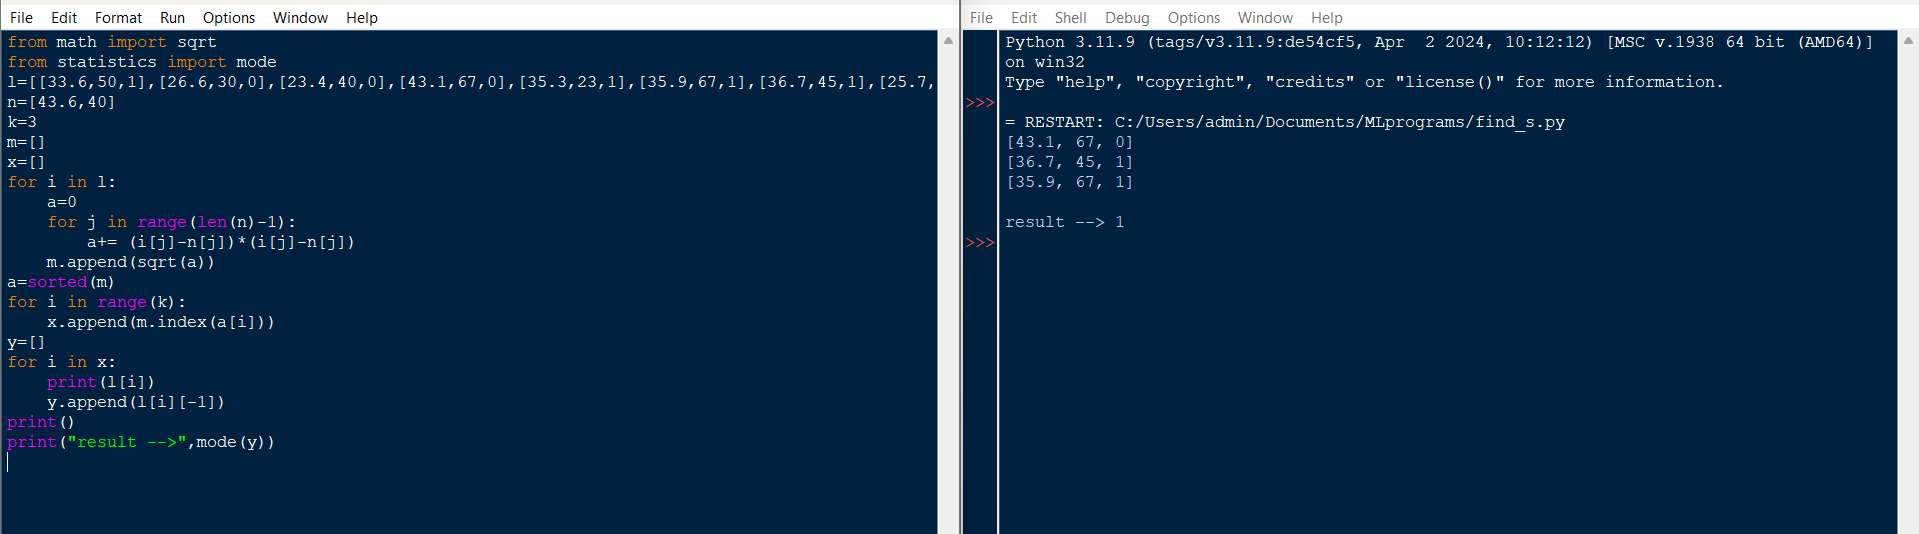 File Edit Format Run Options Window Help
from math import sqrt
from statistics import mode
l=[[33.6,50,1],[26.6,30,0],[23.4,40,0],[43.1,67,0],[35.3,23,1],[35.9,67,1],[36.7,45,1],[25.7,
n=[43.6,40]
k=3
m=[]
x=[]
for i in l:
    a=0
    for j in range(len(n)-1):
        a+= (i[j]-n[j])*(i[j]-n[j])
    m.append(sqrt(a))
a=sorted(m)
for i in range(k):
    x.append(m.index(a[i]))
y=[]
for i in x:
    print(l[i])
    y.append(l[i][-1])
print()
print("result -->",mode(y))
File Edit Shell Debug Options Window Help
Python 3.11.9 (tags/v3.11.9:de54cf5, Apr  2 2024, 10:12:12) [MSC v.1938 64 bit (AMD64)]
on win32
Type "help", "copyright", "credits" or "license()" for more information.
>>>
= RESTART: C:/Users/admin/Documents/MLprograms/find_s.py
[43.1, 67, 0]
[36.7, 45, 1]
[35.9, 67, 1]
result --> 1
>>>